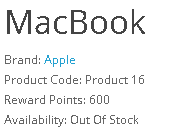 MacBook
Brand: Apple
Product Code: Product 16
Reward Points: 600
Availability: Out Of Stock